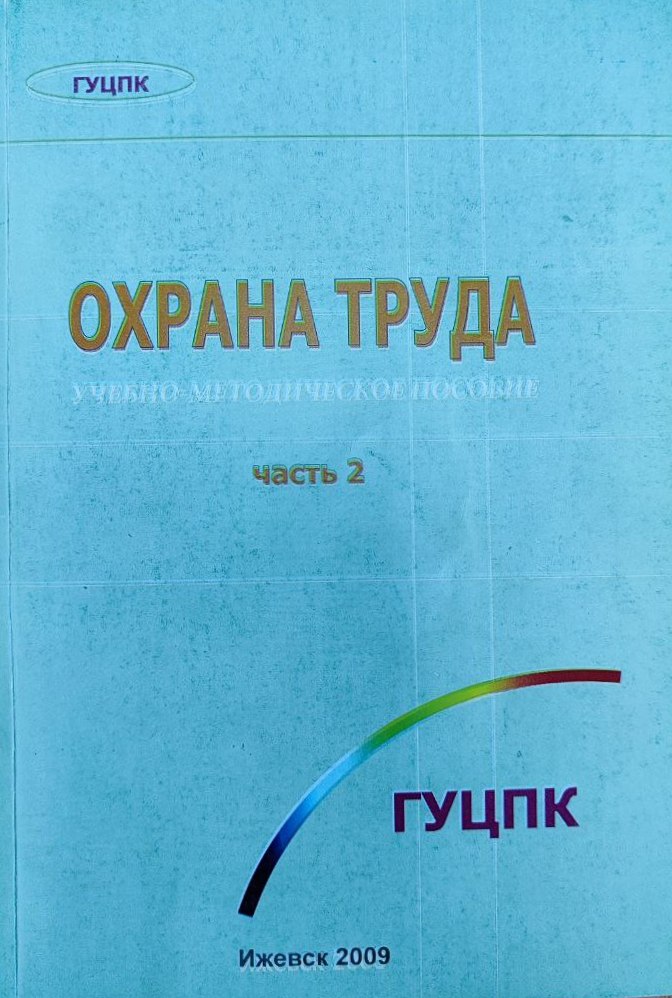 ГУЦПК
ОХРАНА ТРУДА
УЧЕБНО-МЕТОДИЧЕСКОЕ ПОСОБИЕ
часть 2
ГУЦПК
Ижевск 2009